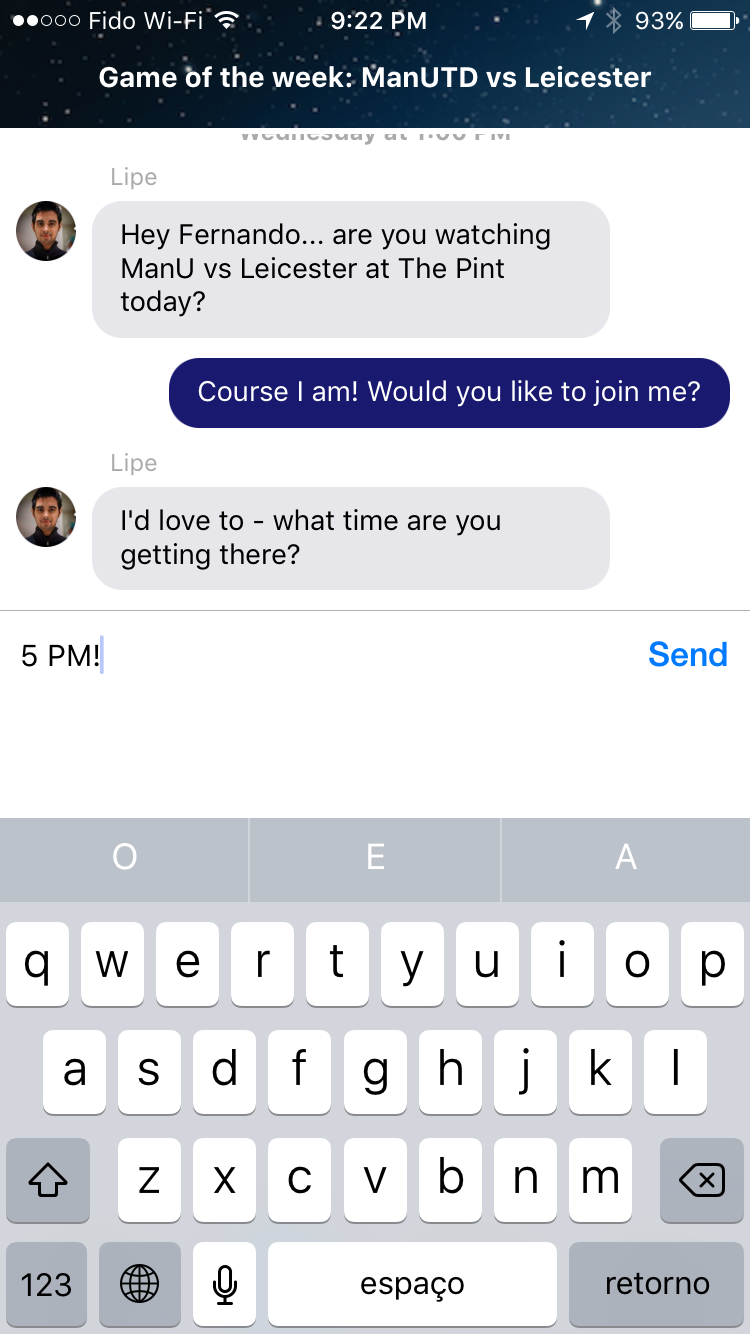 Fido Wi-Fi 9:22 PM 93%
Game of the week: ManUTD vs Leicester
Wednesday at 1:00 PM
Lipe
Hey Fernando... are you watching
ManU vs Leicester at The Pint
today?
Course I am! Would you like to join me?
Lipe
I'd love to - what time are you
getting there?
5 PM! Send
O E A
q w e r t y u i o p
a s d f g h j k l
z x c v b n m
123 espaço retorno